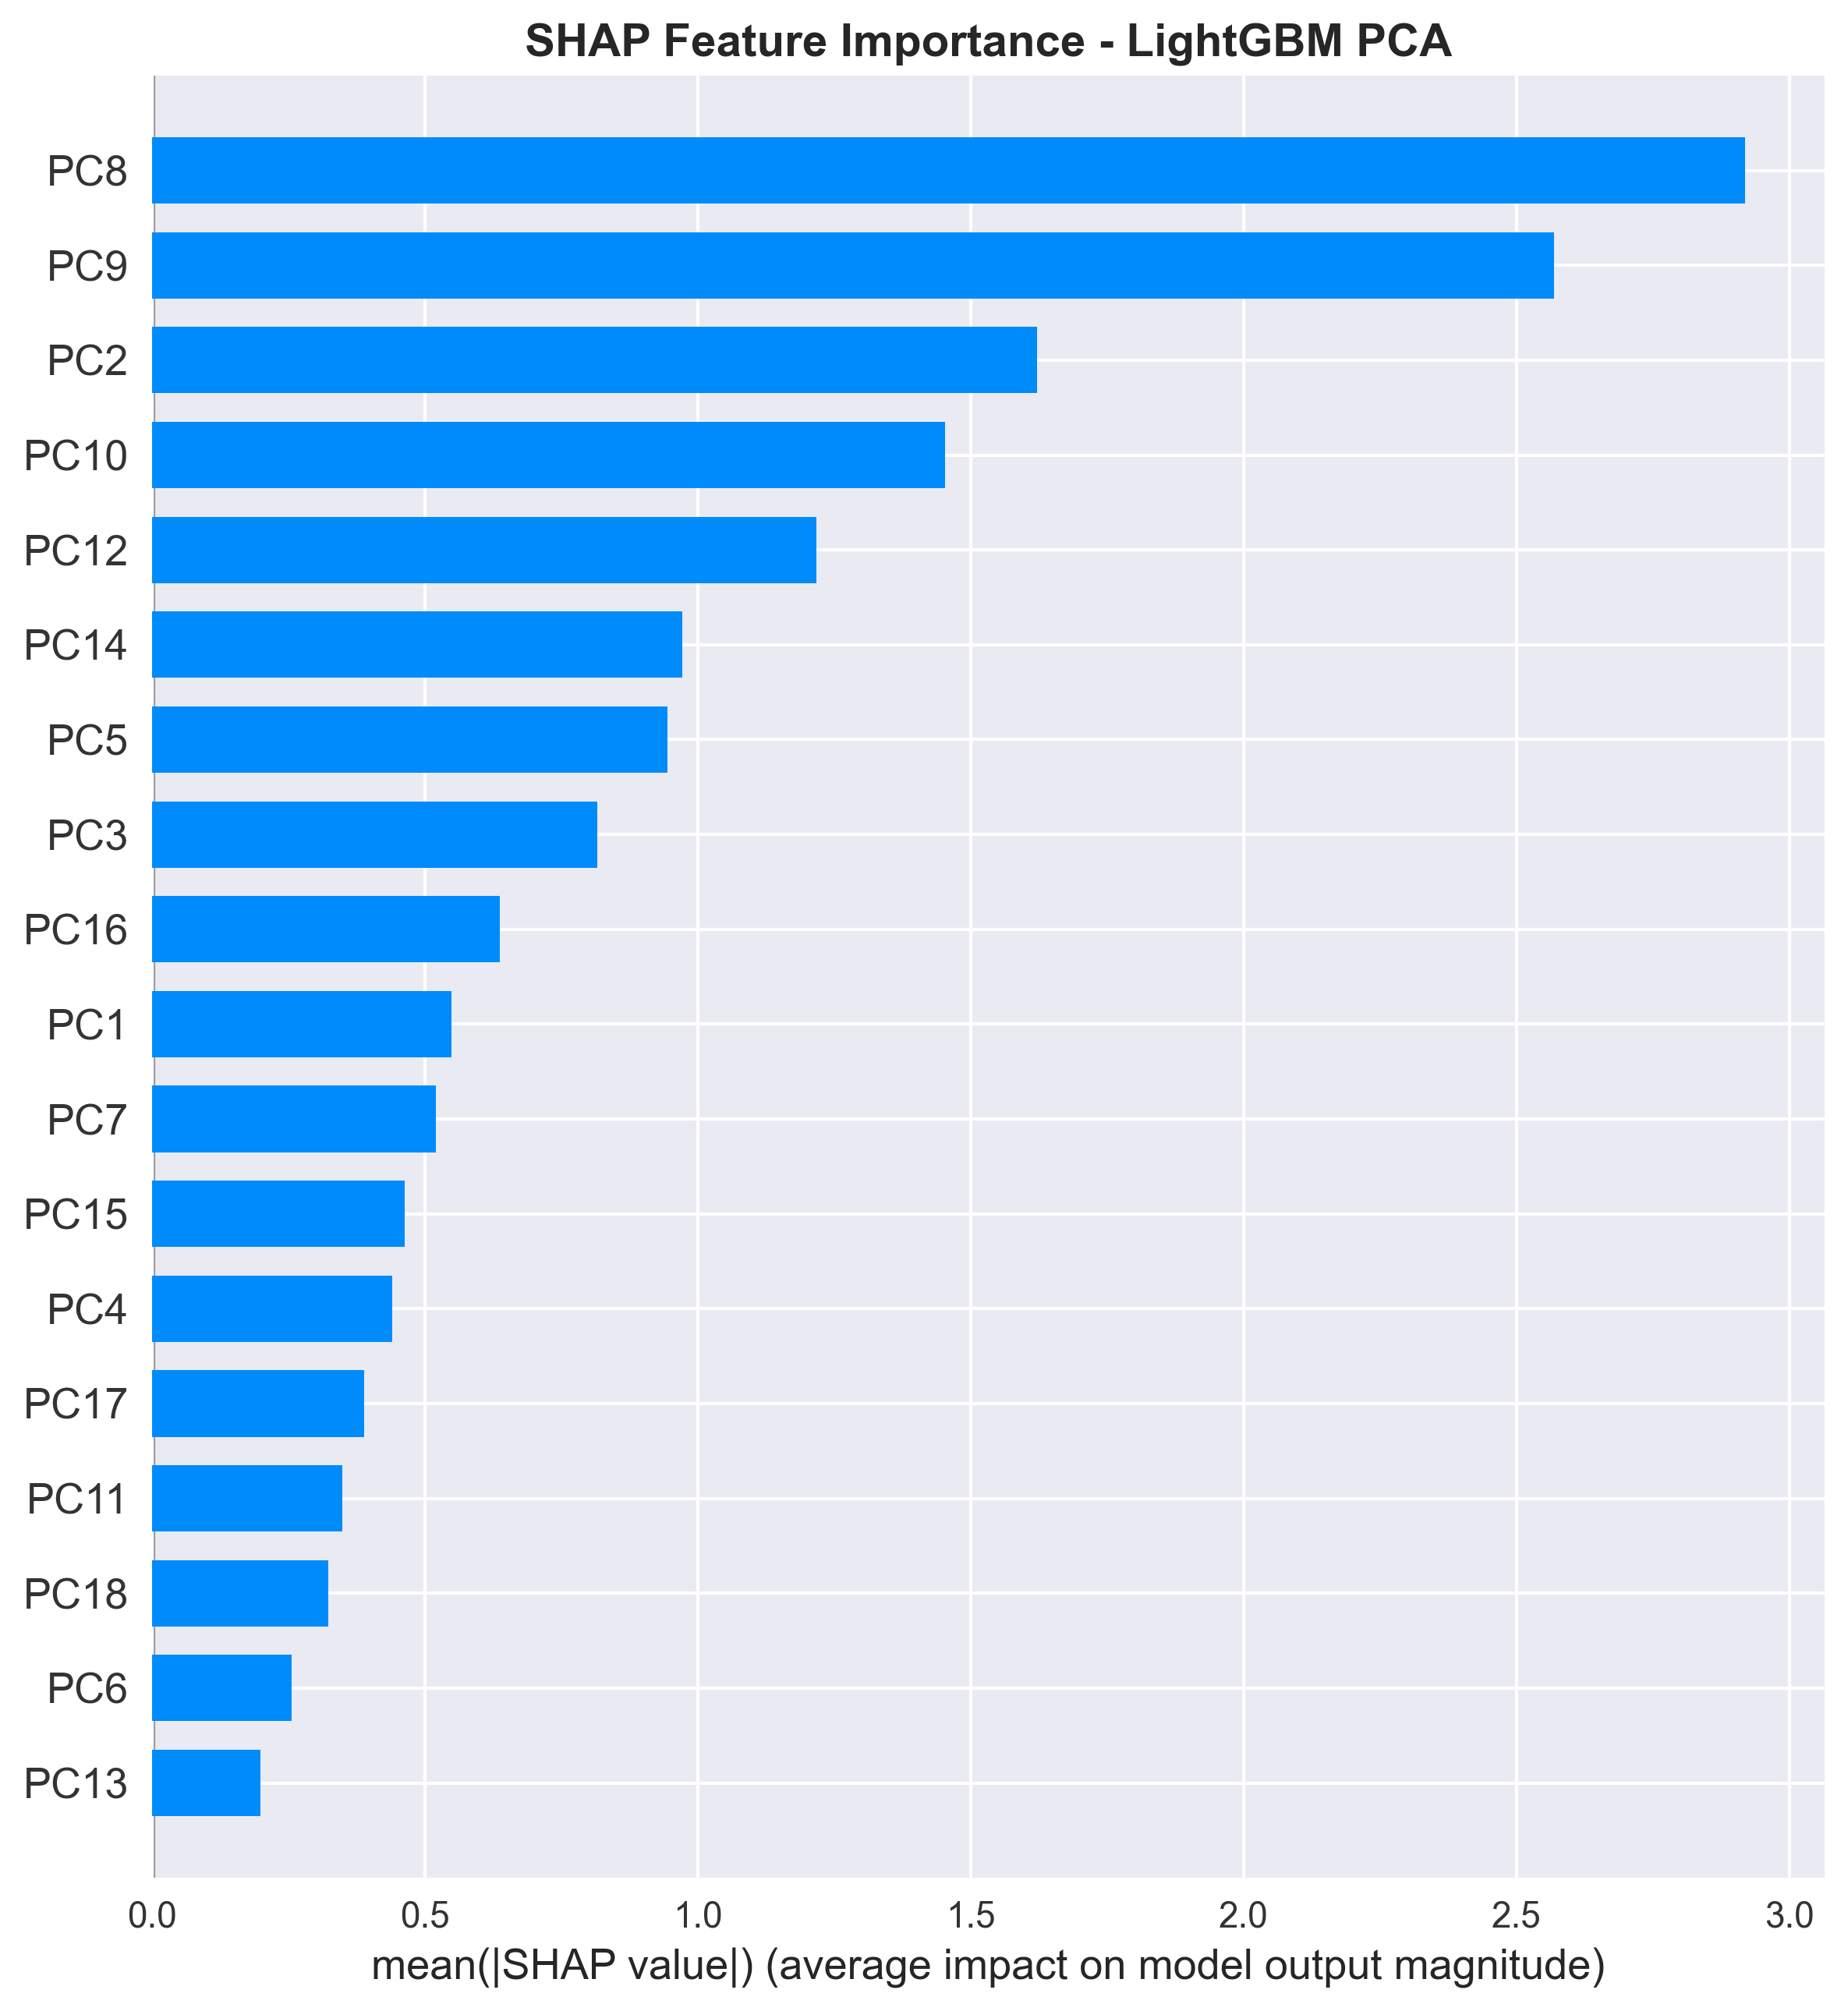 SHAP Feature Importance - LightGBM PCA
PC8
PC9
PC2
PC10
PC12
PC14
PC5
PC3
PC16
PC1
PC7
PC15
PC4
PC17
PC11
PC18
PC6
PC13
0.0 0.5 1.0 1.5 2.0 2.5 3.0
mean(|SHAP value|) (average impact on model output magnitude)